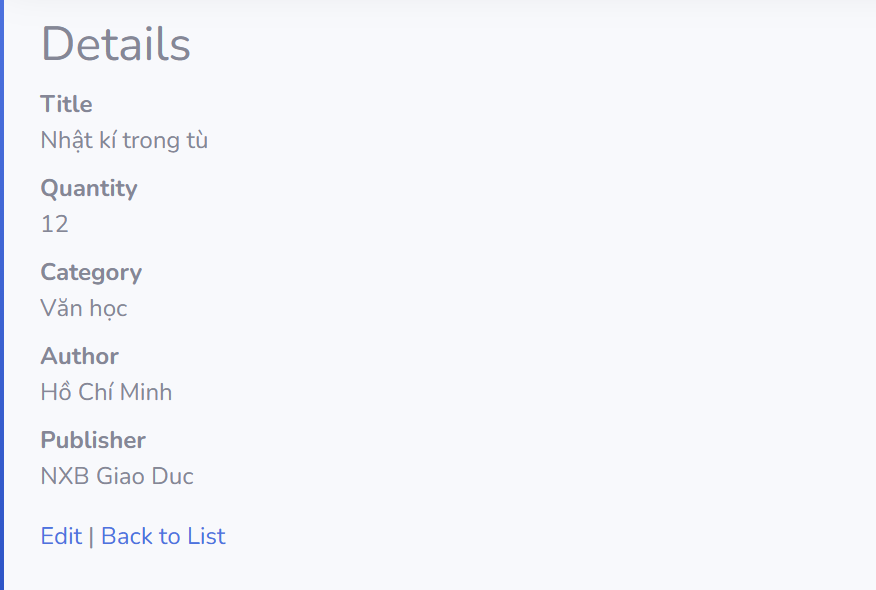 Details
Title
Nhật kí trong tù
Quantity
12
Category
Văn học
Author
Hồ Chí Minh
Publisher
NXB Giao Duc
Edit | Back to List